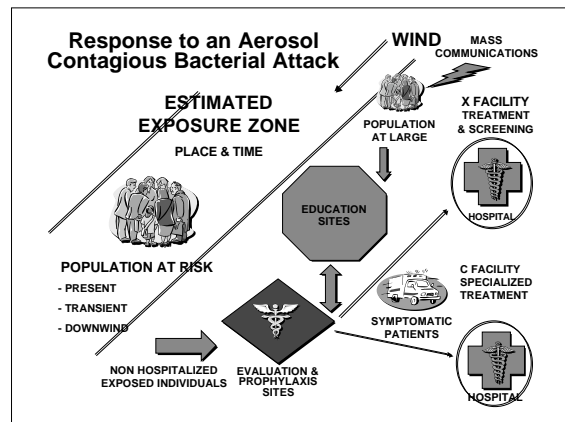 Response to an Aerosol
Contagious Bacterial Attack
WIND
MASS
COMMUNICATIONS
ESTIMATED
EXPOSURE ZONE
PLACE & TIME
POPULATION
AT LARGE
X FACILITY
TREATMENT
& SCREENING
HOSPITAL
EDUCATION
SITES
POPULATION AT RISK
- PRESENT
- TRANSIENT
- DOWNWIND
C FACILITY
SPECIALIZED
TREATMENT
SYMPTOMATIC
PATIENTS
NON HOSPITALIZED
EXPOSED INDIVIDUALS
EVALUATION &
PROPHYLAXIS
SITES
HOSPITAL